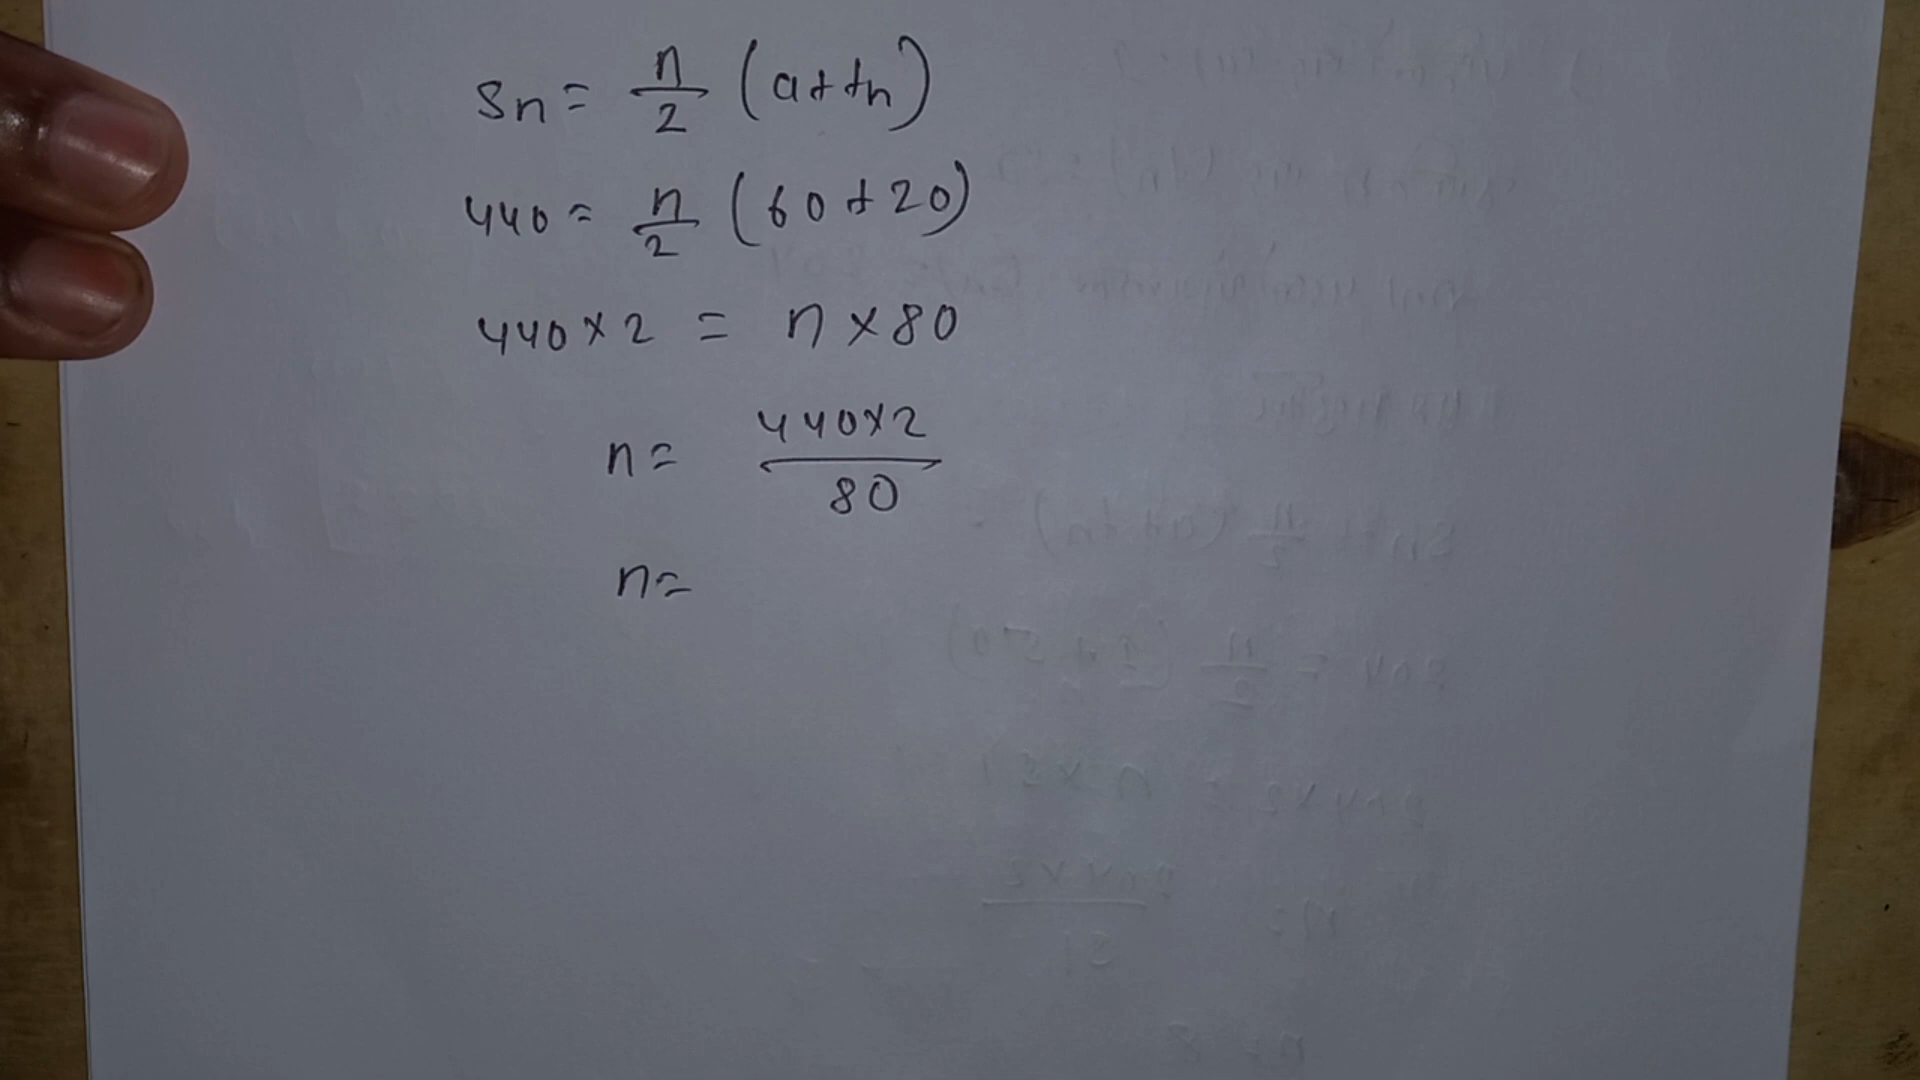 Sn = n/2 (a+tn)
440 = n/2 (60+20)
440×2 = n×80
n = 440×2/80
n=